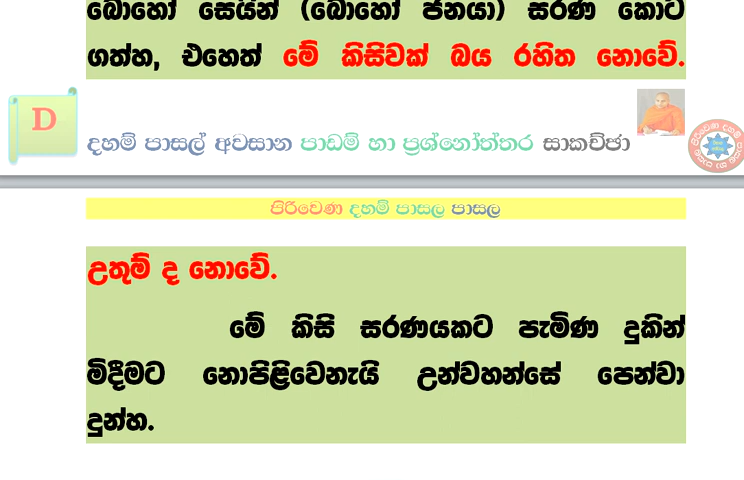 බොහෝ සෙයින් (බොහෝ ජනයා) සරණ කොට
ගත්හ, එහෙත් මේ කිසිවක් බය රහිත නොවේ.
D
දහම් පාසල් අවසාන පාඩම් හා ප්‍රශ්නෝත්තර සාකච්ඡා
පිරිවෙණ දහම් පාසල පාසල
උතුම් ද නොවේ.
මේ කිසි සරණයකට පැමිණ දුකින්
මිදීමට නොපිළිවෙනැයි උන්වහන්සේ පෙන්වා
දුන්හ.